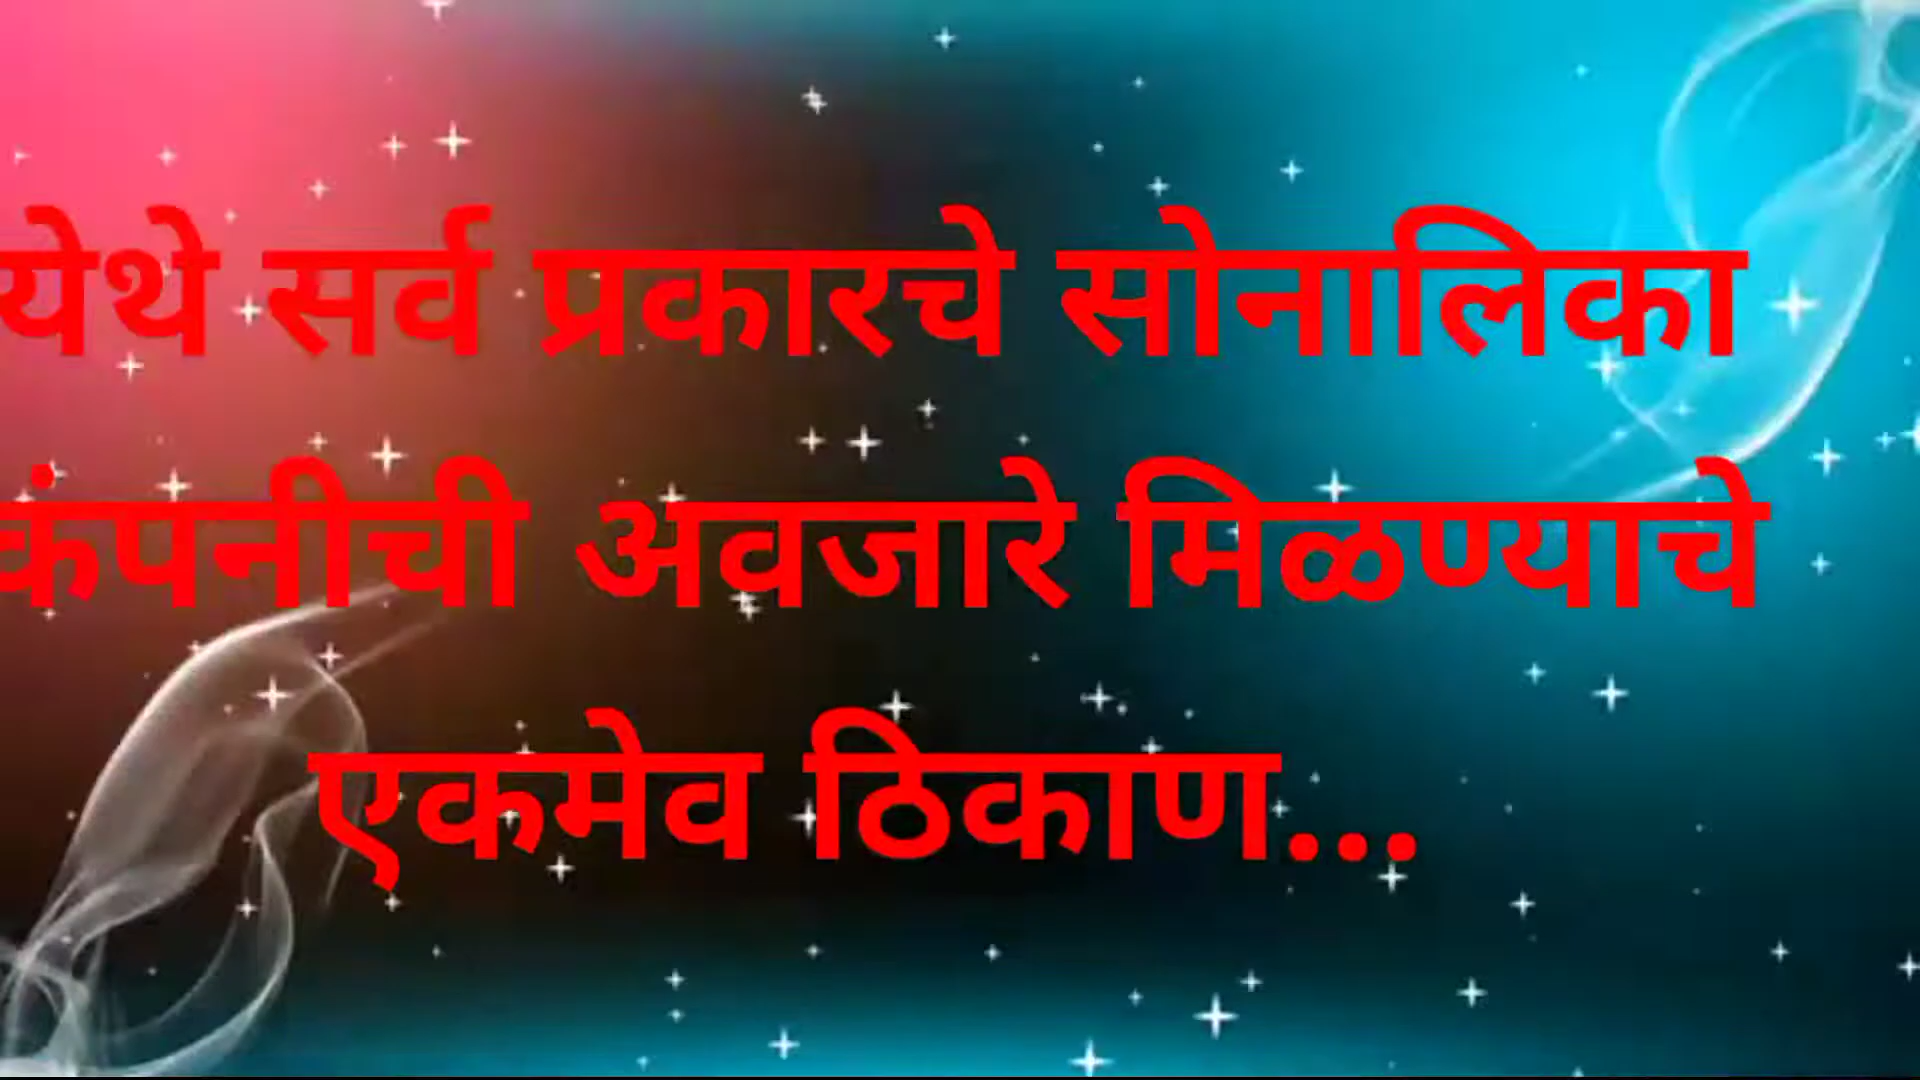 येथे सर्व प्रकारचे सोनालिका
कंपनीची अवजारे मिळण्याचे
एकमेव ठिकाण...